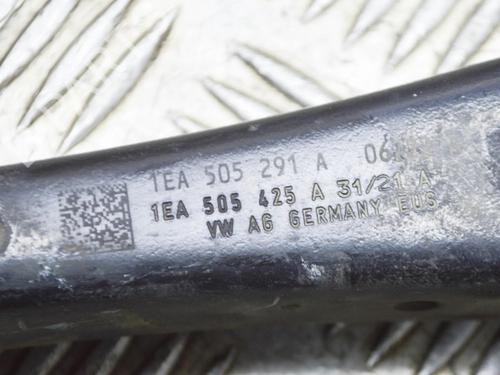 1EA 505 291 A
1EA 505 425 A 31/21 A
VW AG GERMANY EUS